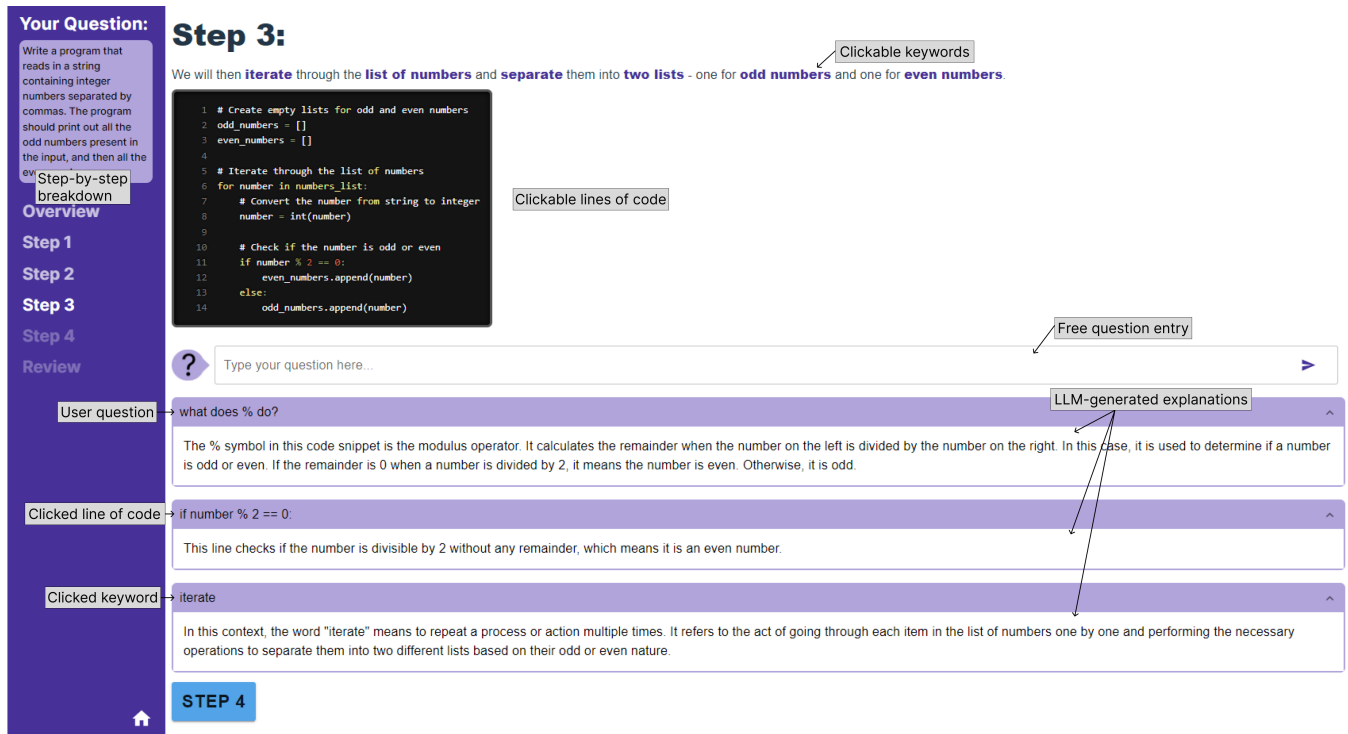 Your Question:
Write a program that
reads in a string
containing integer
numbers separated by
commas. The program
should print out all the
odd numbers present in
the input, and then all the
Step-by-step
breakdown
Overview
Step 1
Step 2
Step 3
Step 4
Review
Step 3:
Clickable keywords
We will then iterate through the list of numbers and separate them into two lists - one for odd numbers and one for even numbers.
1 # Create empty lists for odd and even numbers
2 odd_numbers = []
3 even_numbers = []
4
5 # Iterate through the list of numbers
6 for number in numbers_list:
7     # Convert the number from string to integer
8     number = int(number)
9
10     # Check if the number is odd or even
11     if number % 2 == 0:
12         even_numbers.append(number)
13     else:
14         odd_numbers.append(number)
Clickable lines of code
Free question entry
?
Type your question here...
LLM-generated explanations
User question
what does % do?
The % symbol in this code snippet is the modulus operator. It calculates the remainder when the number on the left is divided by the number on the right. In this case, it is used to determine if a number
is odd or even. If the remainder is 0 when a number is divided by 2, it means the number is even. Otherwise, it is odd.
Clicked line of code
if number % 2 == 0:
This line checks if the number is divisible by 2 without any remainder, which means it is an even number.
Clicked keyword
iterate
In this context, the word "iterate" means to repeat a process or action multiple times. It refers to the act of going through each item in the list of numbers one by one and performing the necessary
operations to separate them into two different lists based on their odd or even nature.
STEP 4